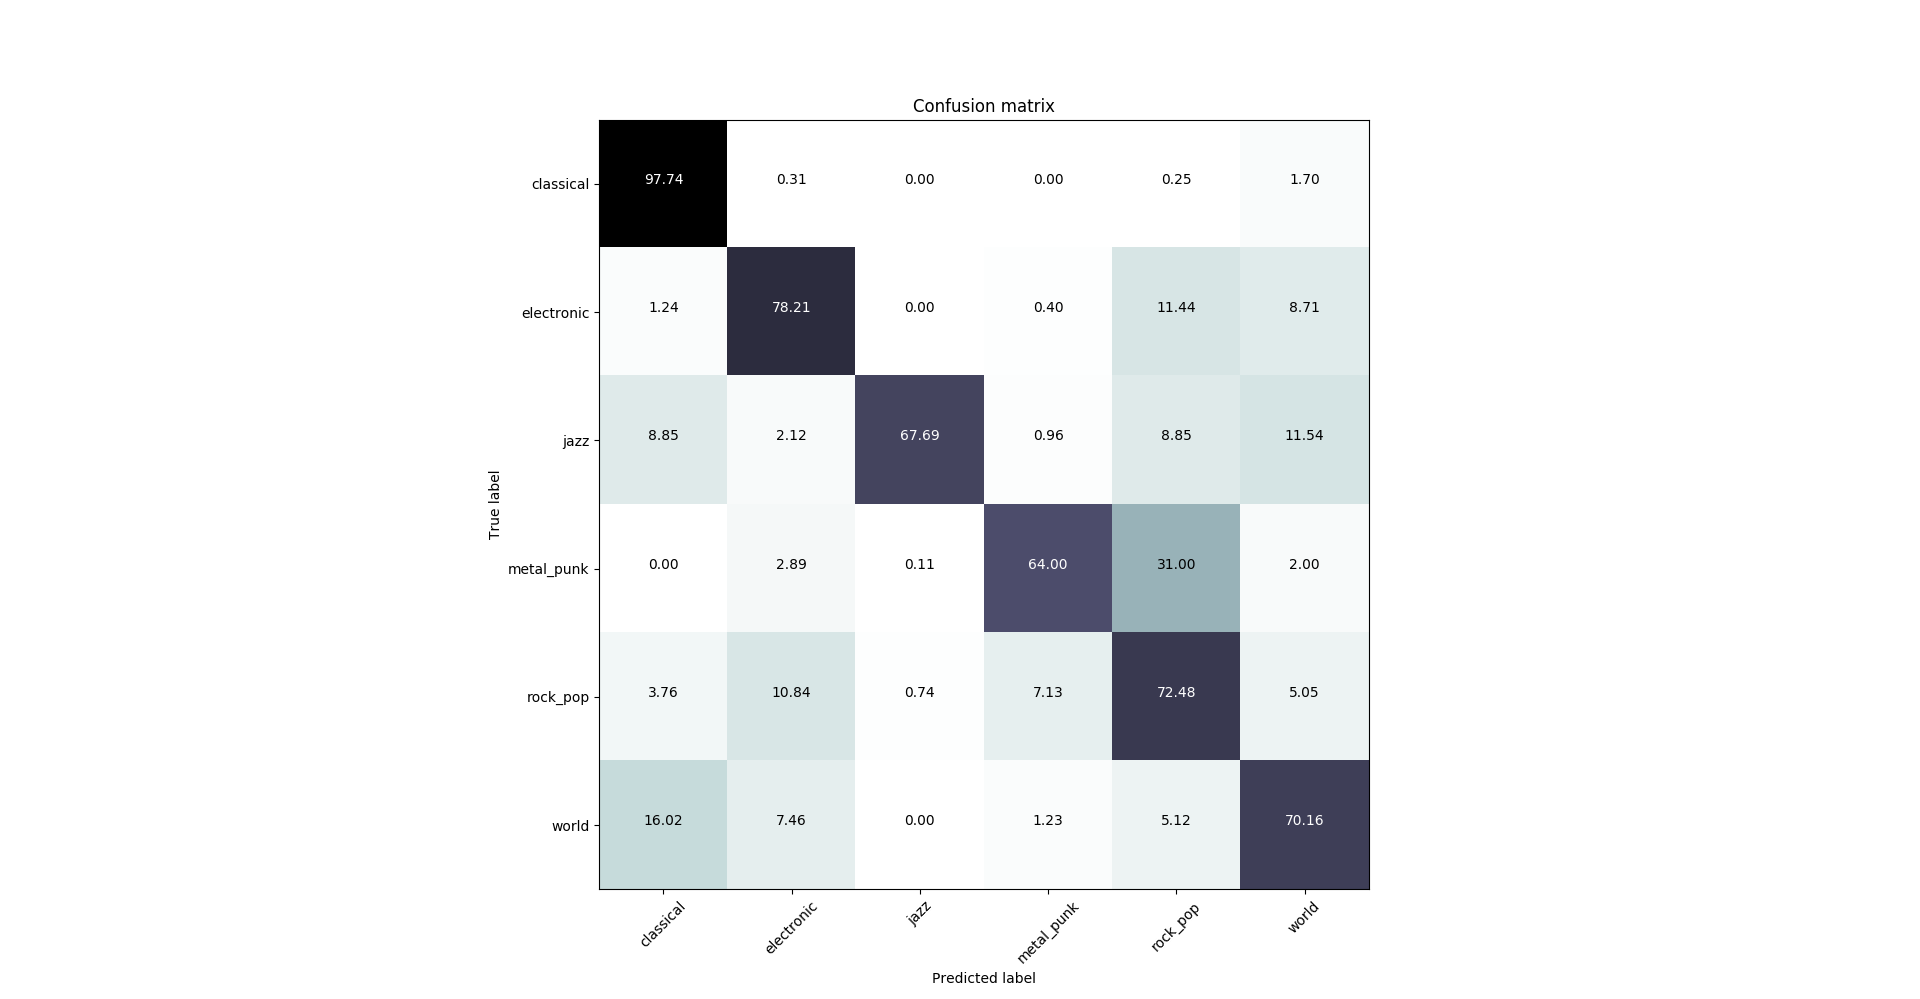 Confusion matrix
classical 97.74 0.31 0.00 0.00 0.25 1.70
electronic 1.24 78.21 0.00 0.40 11.44 8.71
jazz 8.85 2.12 67.69 0.96 8.85 11.54
True label
metal_punk 0.00 2.89 0.11 64.00 31.00 2.00
rock_pop 3.76 10.84 0.74 7.13 72.48 5.05
world 16.02 7.46 0.00 1.23 5.12 70.16
classical electronic jazz metal_punk rock_pop world
Predicted label